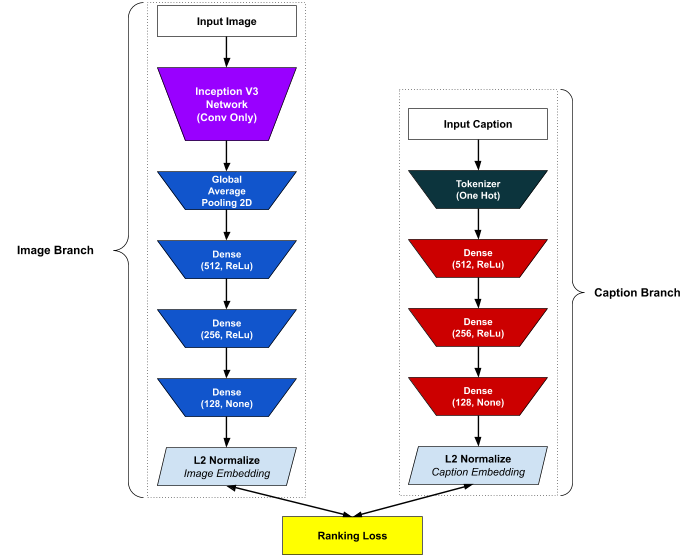 Input Image
Inception V3
Network
(Conv Only)
Global
Average
Pooling 2D
Dense
(512, ReLu)
Dense
(256, ReLu)
Dense
(128, None)
L2 Normalize
Image Embedding
Image Branch
Input Caption
Tokenizer
(One Hot)
Dense
(512, ReLu)
Dense
(256, ReLu)
Dense
(128, None)
L2 Normalize
Caption Embedding
Caption Branch
Ranking Loss